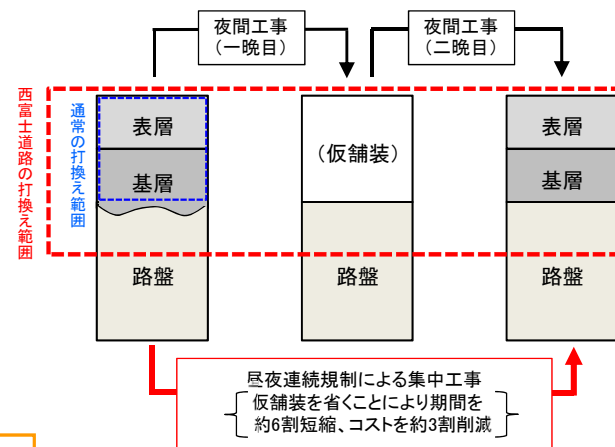 夜間工事
（一晩目）
夜間工事
（二晩目）
西富士道路の打換え範囲
通常の打換え範囲
表層
基層
路盤
（仮舗装）
路盤
表層
基層
路盤
昼夜連続規制による集中工事
仮舗装を省くことにより期間を
約6割短縮、コストを約3割削減